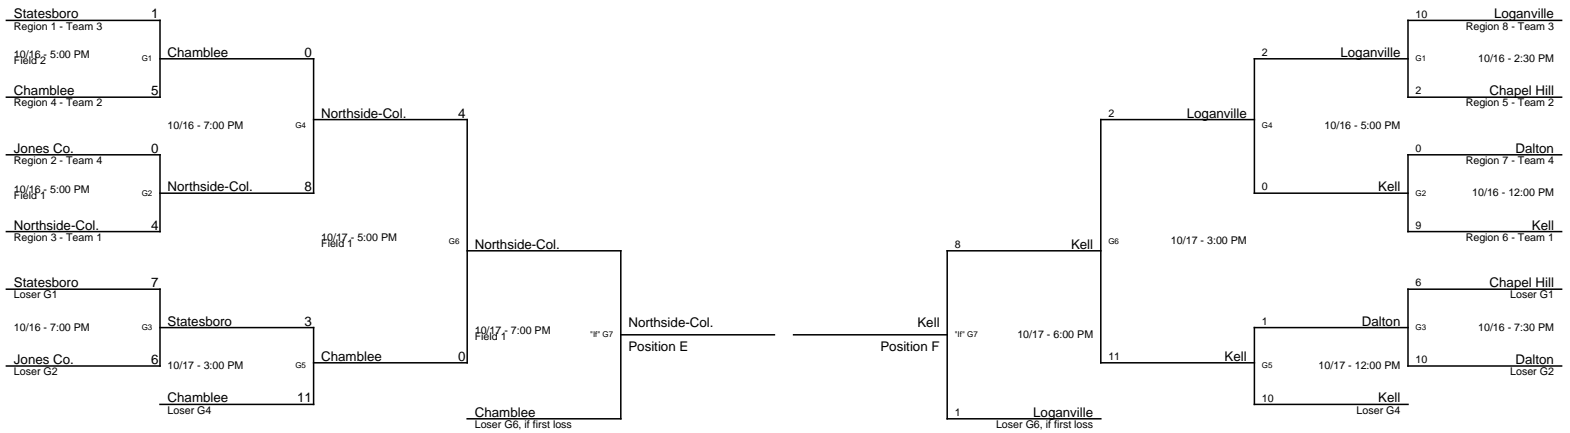 Statesboro 1
Region 1 - Team 3
10/16 - 5:00 PM
Field 2
G1
Chamblee 5
Region 4 - Team 2
Chamblee 0
10/16 - 7:00 PM
G4
Jones Co. 0
Region 2 - Team 4
10/16 - 5:00 PM
Field 1
G2
Northside-Col. 4
Region 3 - Team 1
Northside-Col. 8
Northside-Col. 4
10/17 - 5:00 PM
Field 1
G6
Statesboro 7
Loser G1
10/16 - 7:00 PM
G3
Jones Co. 6
Loser G2
Statesboro 3
10/17 - 3:00 PM
G5
Chamblee 11
Loser G4
Chamblee 0
Northside-Col.
10/17 - 7:00 PM
Field 1
"If" G7
Chamblee
Loser G6, if first loss
Northside-Col.
Position E
10 Loganville
Region 8 - Team 3
G1
10/16 - 2:30 PM
2 Chapel Hill
Region 5 - Team 2
2 Loganville
G4
10/16 - 5:00 PM
0 Dalton
Region 7 - Team 4
G2
10/16 - 12:00 PM
9 Kell
Region 6 - Team 1
0 Kell
2 Loganville
G6
10/17 - 3:00 PM
6 Chapel Hill
Loser G1
G3
10/16 - 7:30 PM
10 Dalton
Loser G2
1 Dalton
G5
10/17 - 12:00 PM
10 Kell
Loser G4
11 Kell
8 Kell
"If" G7
10/17 - 6:00 PM
1 Loganville
Loser G6, if first loss
Kell
Position F